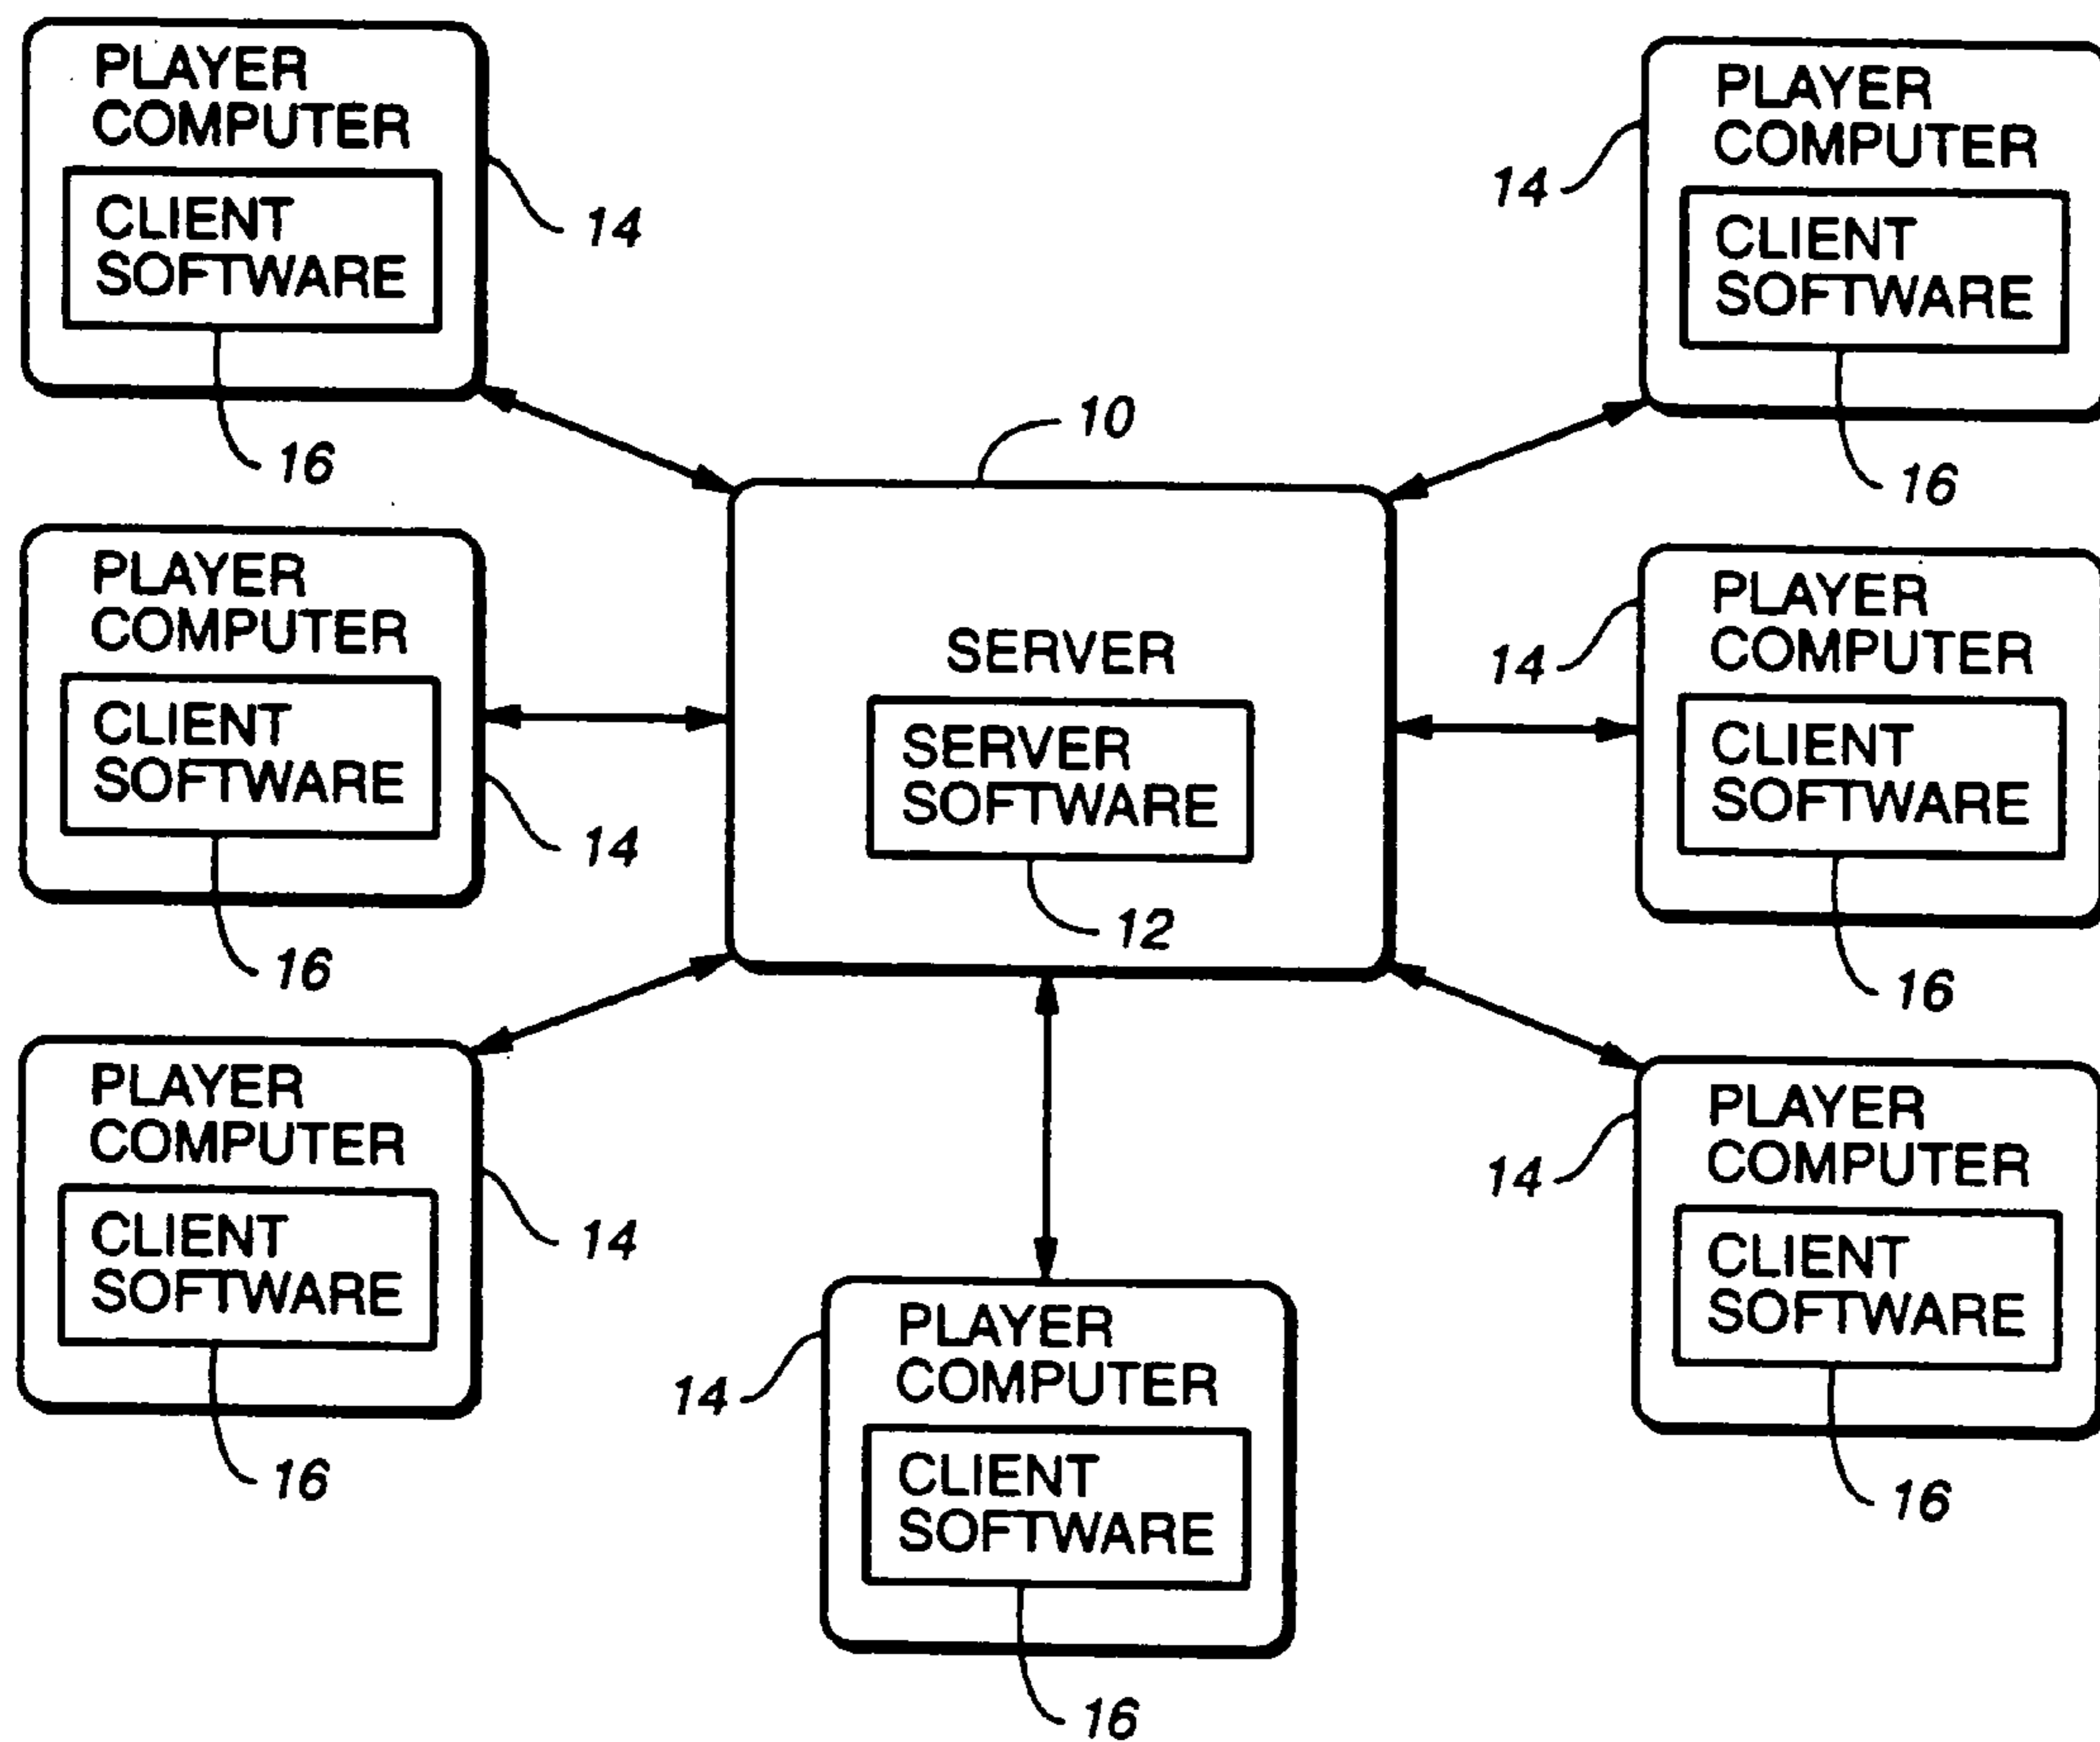 PLAYER
COMPUTER
CLIENT
SOFTWARE
14
16
PLAYER
COMPUTER
CLIENT
SOFTWARE
14
16
10
PLAYER
COMPUTER
CLIENT
SOFTWARE
14
16
SERVER
SERVER
SOFTWARE
12
PLAYER
COMPUTER
CLIENT
SOFTWARE
14
16
PLAYER
COMPUTER
CLIENT
SOFTWARE
14
16
PLAYER
COMPUTER
CLIENT
SOFTWARE
14
16
PLAYER
COMPUTER
CLIENT
SOFTWARE
14
16